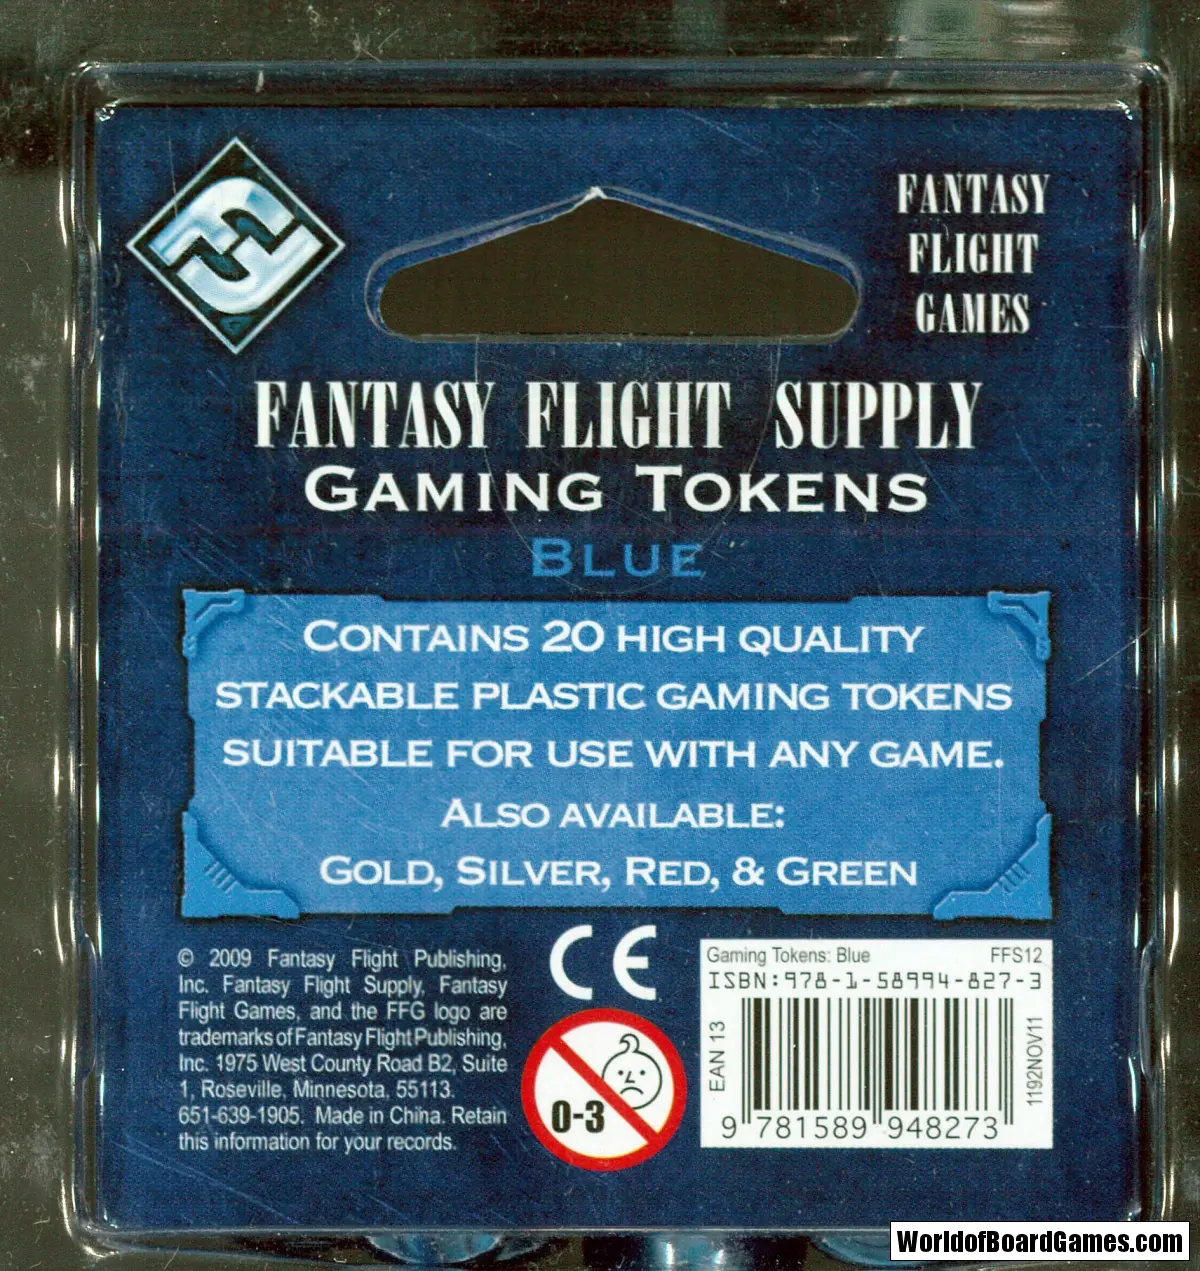 FANTASY
FLIGHT
GAMES
FANTASY FLIGHT SUPPLY
GAMING TOKENS
BLUE
CONTAINS 20 HIGH QUALITY
STACKABLE PLASTIC GAMING TOKENS
SUITABLE FOR USE WITH ANY GAME.
ALSO AVAILABLE:
GOLD, SILVER, RED, & GREEN
© 2009 Fantasy Flight Publishing,
Inc. Fantasy Flight Supply, Fantasy
Flight Games, and the FFG logo are
trademarks of Fantasy Flight Publishing,
Inc. 1975 West County Road B2, Suite
1, Roseville, Minnesota, 55113.
651-639-1905. Made in China. Retain
this information for your records.
CE
0-3
Gaming Tokens: Blue FFS12
ISBN:978-1-58994-827-3
EAN 13
1192NOV11
9 781589 948273
WorldofBoardGames.com